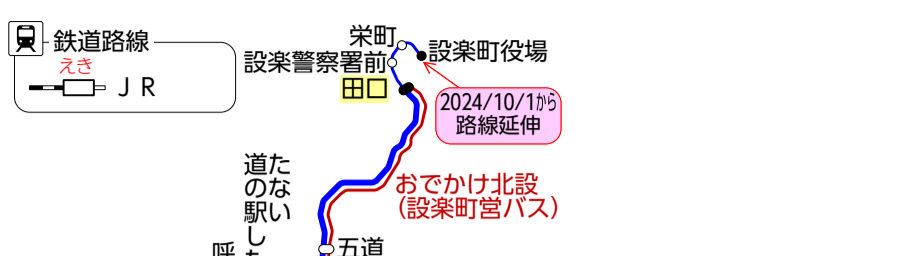 鉄道路線
えき
ＪＲ
栄町
設楽警察署前
設楽町役場
田口
2024/10/1から
路線延伸
おでかけ北設
（設楽町営バス）
たない
道の駅し
五道
呼